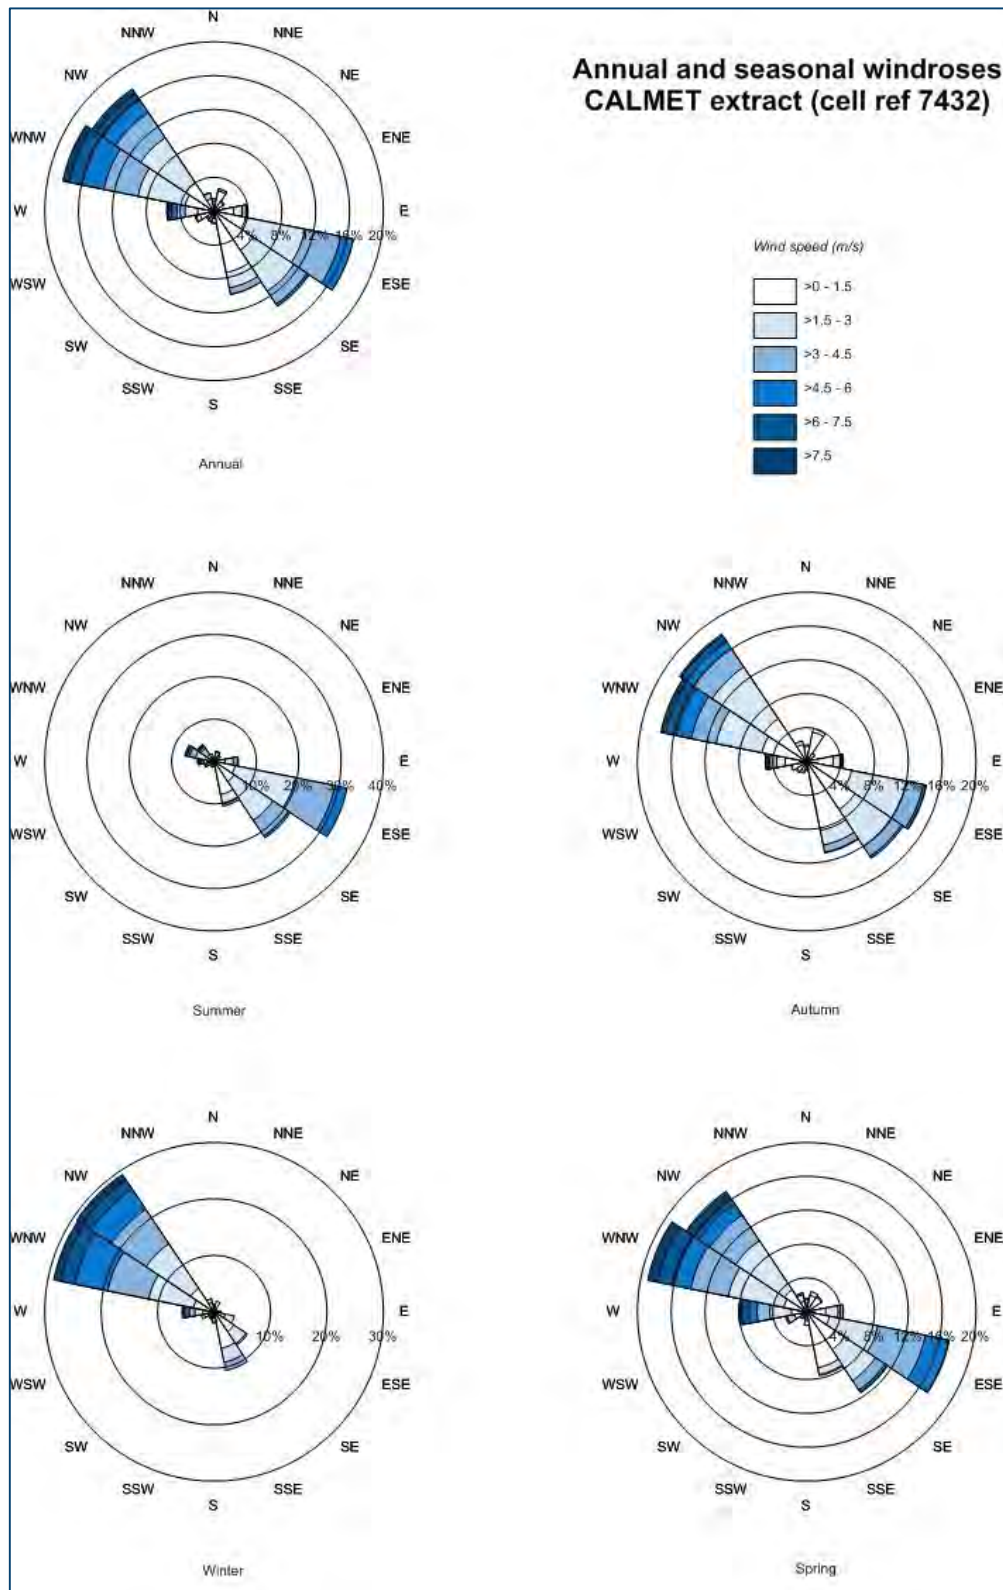 Annual and seasonal windroses
CALMET extract (cell ref 7432)
N
NNW NNE
NW NE
WNW ENE
W E
4% 8% 12% 16% 20%
WSW ESE
SW SE
SSW SSE
S
Annual
Wind speed (m/s)
>0 - 1.5
>1.5 - 3
>3 - 4.5
>4.5 - 6
>6 - 7.5
>7.5
N
NNW NNE
NW NE
WNW ENE
W E
10% 20% 30% 40%
WSW ESE
SW SE
SSW SSE
S
Summer
N
NNW NNE
NW NE
WNW ENE
W E
4% 8% 12% 16% 20%
WSW ESE
SW SE
SSW SSE
S
Autumn
N
NNW NNE
NW NE
WNW ENE
W E
10% 20% 30%
WSW ESE
SW SE
SSW SSE
S
Winter
N
NNW NNE
NW NE
WNW ENE
W E
4% 8% 12% 16% 20%
WSW ESE
SW SE
SSW SSE
S
Spring